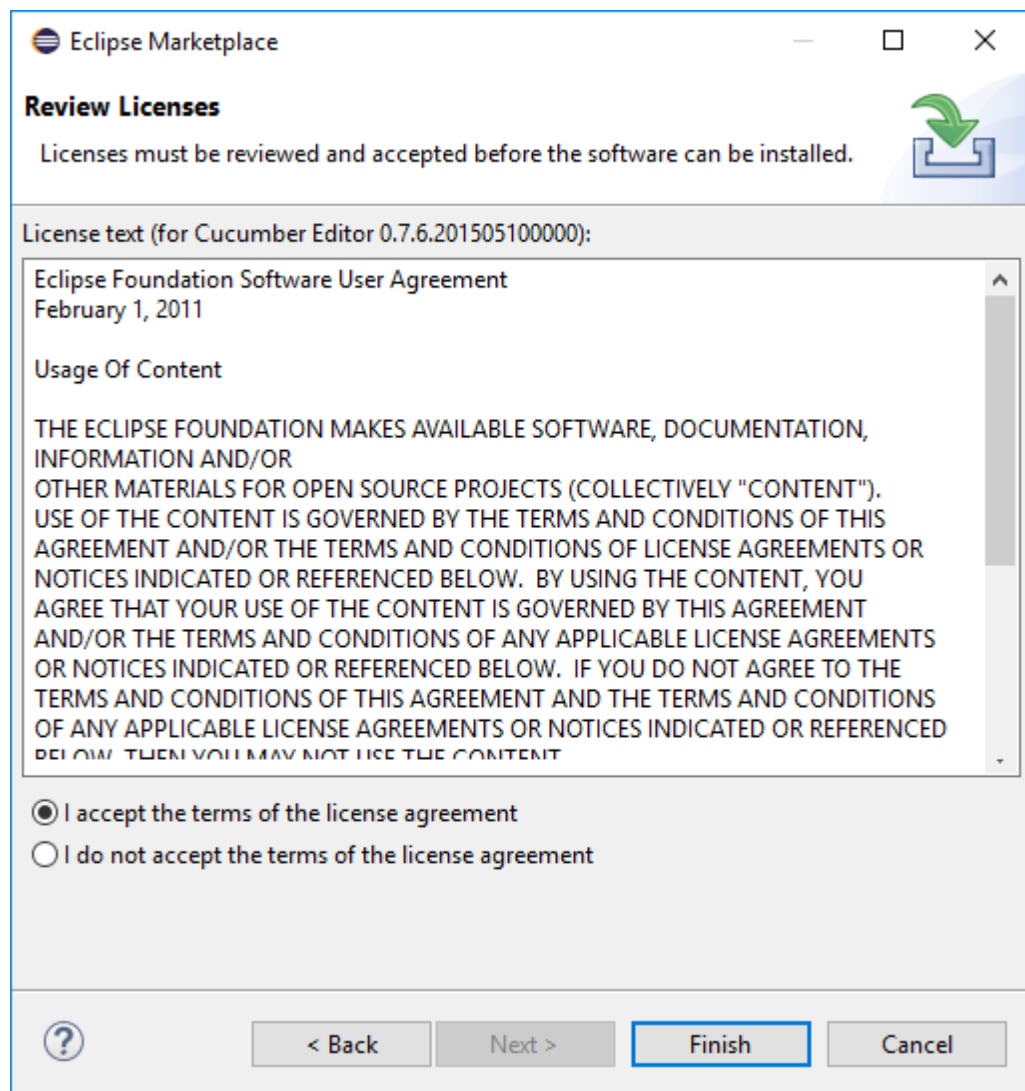 Eclipse Marketplace
Review Licenses
Licenses must be reviewed and accepted before the software can be installed.
License text (for Cucumber Editor 0.7.6.201505100000):
Eclipse Foundation Software User Agreement
February 1, 2011
Usage Of Content
THE ECLIPSE FOUNDATION MAKES AVAILABLE SOFTWARE, DOCUMENTATION,
INFORMATION AND/OR
OTHER MATERIALS FOR OPEN SOURCE PROJECTS (COLLECTIVELY "CONTENT").
USE OF THE CONTENT IS GOVERNED BY THE TERMS AND CONDITIONS OF THIS
AGREEMENT AND/OR THE TERMS AND CONDITIONS OF LICENSE AGREEMENTS OR
NOTICES INDICATED OR REFERENCED BELOW.  BY USING THE CONTENT, YOU
AGREE THAT YOUR USE OF THE CONTENT IS GOVERNED BY THIS AGREEMENT
AND/OR THE TERMS AND CONDITIONS OF ANY APPLICABLE LICENSE AGREEMENTS
OR NOTICES INDICATED OR REFERENCED BELOW.  IF YOU DO NOT AGREE TO THE
TERMS AND CONDITIONS OF THIS AGREEMENT AND THE TERMS AND CONDITIONS
OF ANY APPLICABLE LICENSE AGREEMENTS OR NOTICES INDICATED OR REFERENCED
BELOW, THEN YOU MAY NOT USE THE CONTENT.
I accept the terms of the license agreement
I do not accept the terms of the license agreement
? < Back Next > Finish Cancel